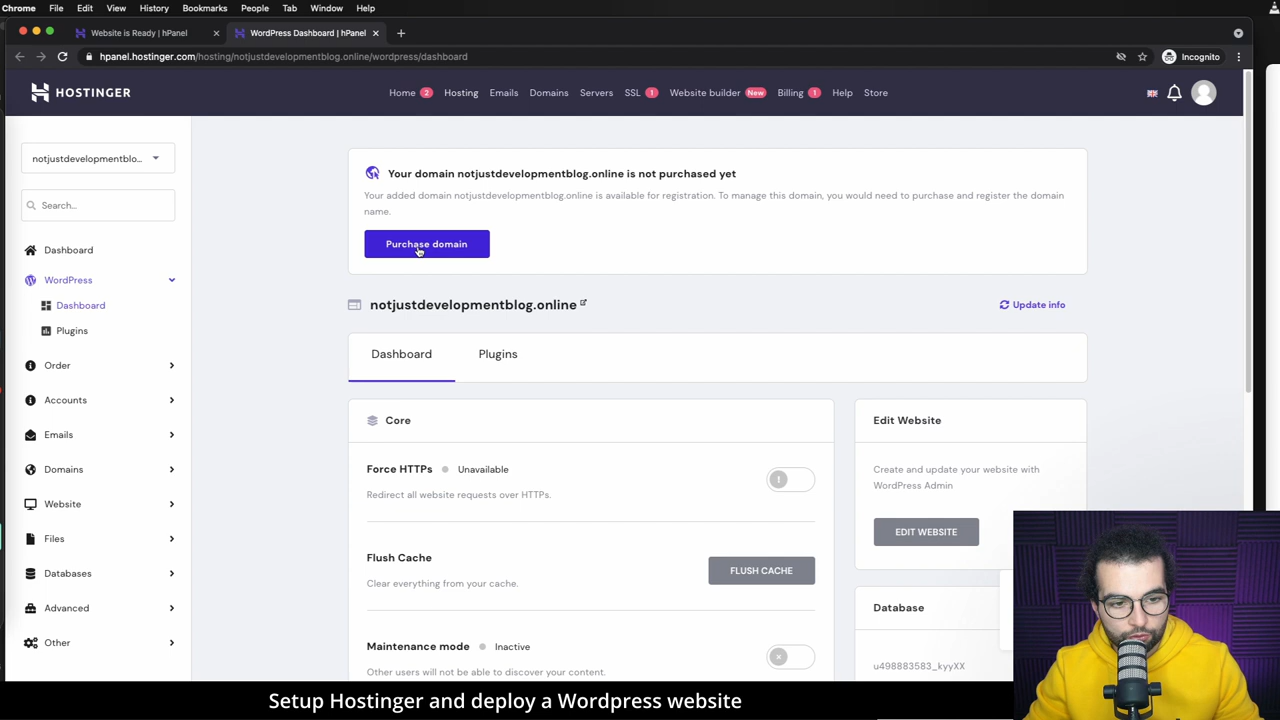 Chrome File Edit View History Bookmarks People Tab Window Help
Website is Ready | hPanel WordPress Dashboard | hPanel
hpanel.hostinger.com/hosting/notjustdevelopmentblog.online/wordpress/dashboard Incognito
HOSTINGER Home 2 Hosting Emails Domains Servers SSL 1 Website builder New Billing 1 Help Store
notjustdevelopmentblo...
Search...
Dashboard
WordPress
Dashboard
Plugins
Order
Accounts
Emails
Domains
Website
Files
Databases
Advanced
Other
Your domain notjustdevelopmentblog.online is not purchased yet
Your added domain notjustdevelopmentblog.online is available for registration. To manage this domain, you would need to purchase and register the domain
name.
Purchase domain
notjustdevelopmentblog.online
Update info
Dashboard Plugins
Core
Force HTTPs Unavailable
Redirect all website requests over HTTPs.
Flush Cache
Clear everything from your cache.
FLUSH CACHE
Maintenance mode Inactive
Other users will not be able to discover your content.
Edit Website
Create and update your website with
WordPress Admin
EDIT WEBSITE
Database
u498883583_kyyXX
Setup Hostinger and deploy a Wordpress website